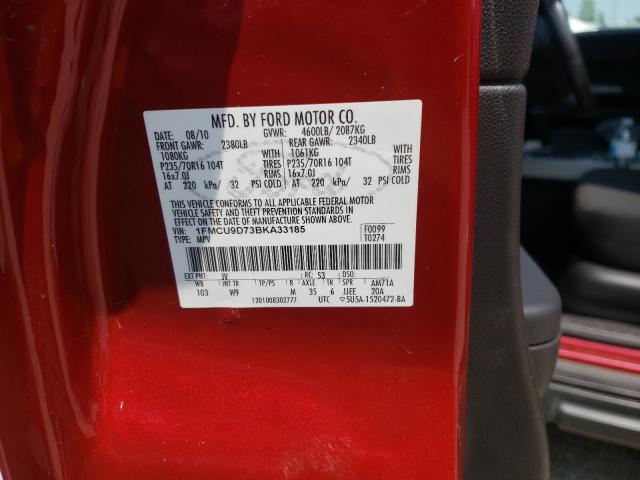 MFD. BY FORD MOTOR CO.
08/10 GVWR: 4600LB/ 2087KG
FRONT GAWR: 2380LB REAR GAWR: 2340LB
1080KG WITH 1061KG WITH
P235/70R16 104T TIRES P235/70R16 104T TIRES
16x7.0J RIMS 16x7.0J RIMS
AT 220 kPa/ 32 PSI COLD AT 220 kPa/ 32 PSI COLD
THIS VEHICLE CONFORMS TO ALL APPLICABLE FEDERAL MOTOR
VEHICLE SAFETY AND THEFT PREVENTION STANDARDS IN EFFECT ON
THE DATE OF MANUFACTURE SHOWN ABOVE.
VIN: 1FMCU9D73BKA33185 F0099
TYPE: MPV T0274
EXT PNT: JV RC: 53 DSO:
WB INT TR TP/PS R AXLE TR SPR AM71A
103 W9 M 35 6 JJEE 20A
1201008302777 UTC ▽5U5A-1520472-BA